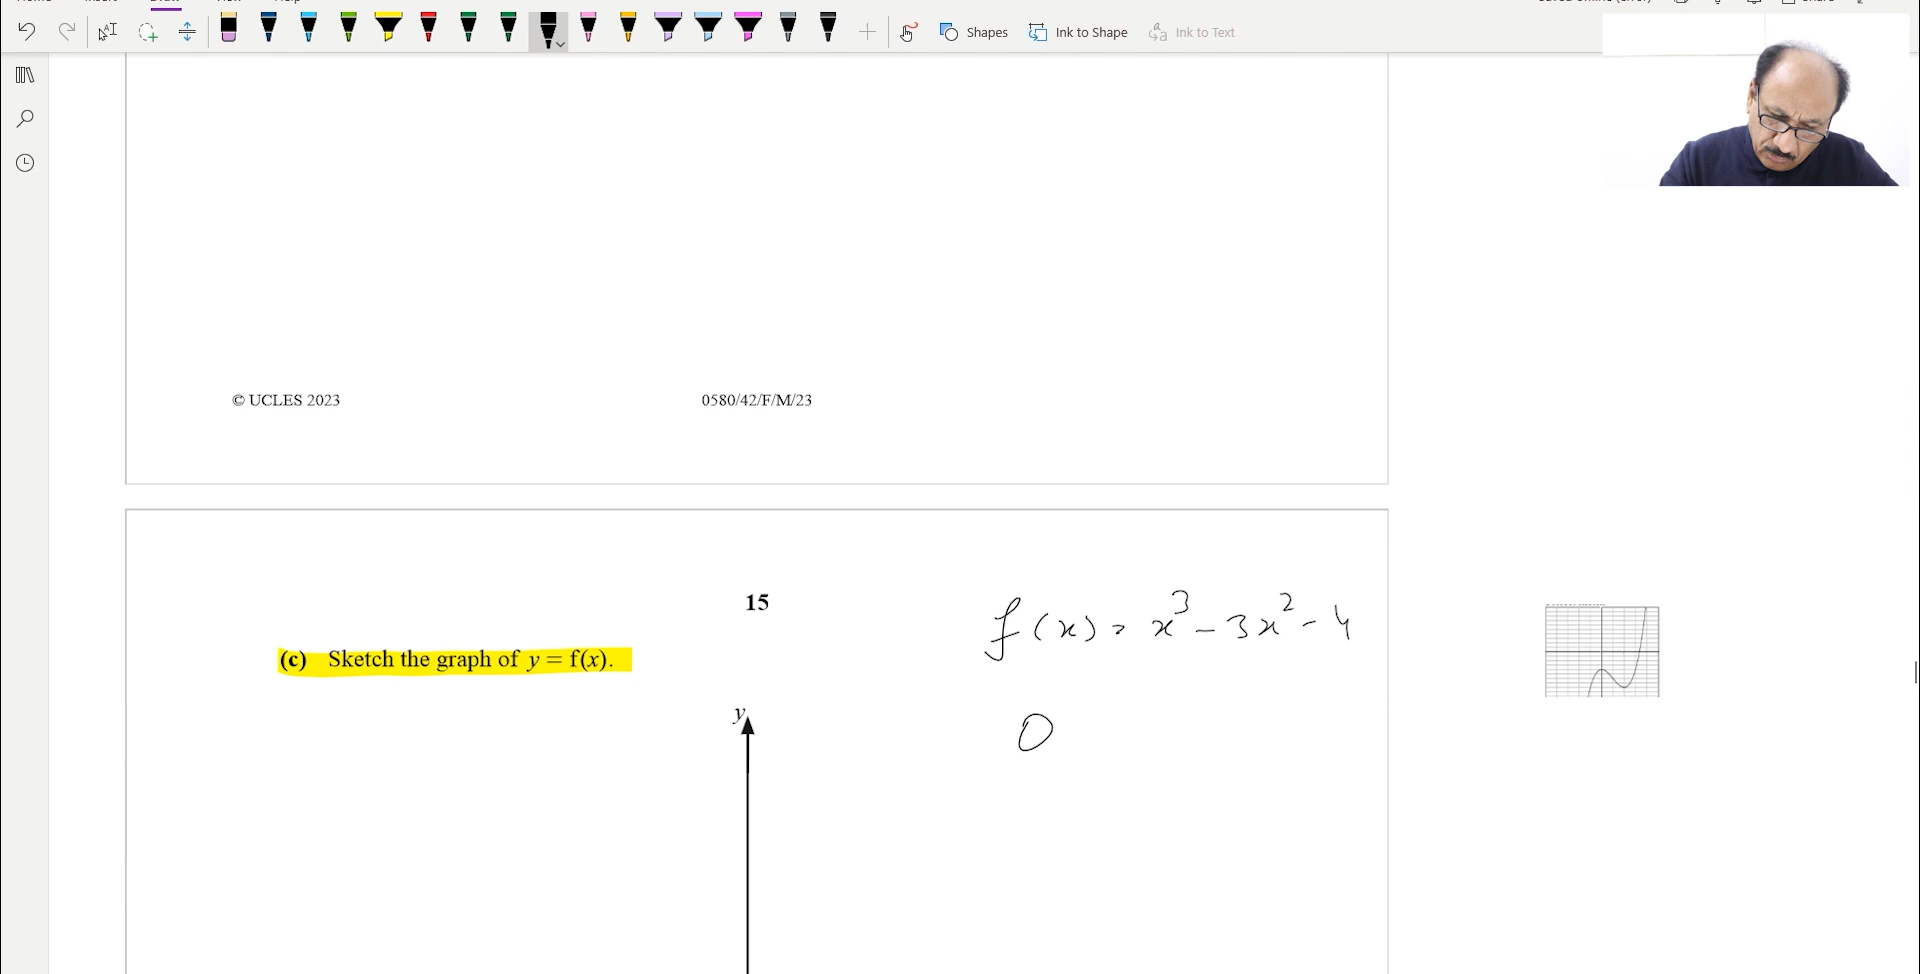 Shapes
Ink to Shape
Ink to Text
© UCLES 2023
0580/42/F/M/23
15
f(x) = x³ - 3x² - 4
(c) Sketch the graph of y = f(x).
y
0